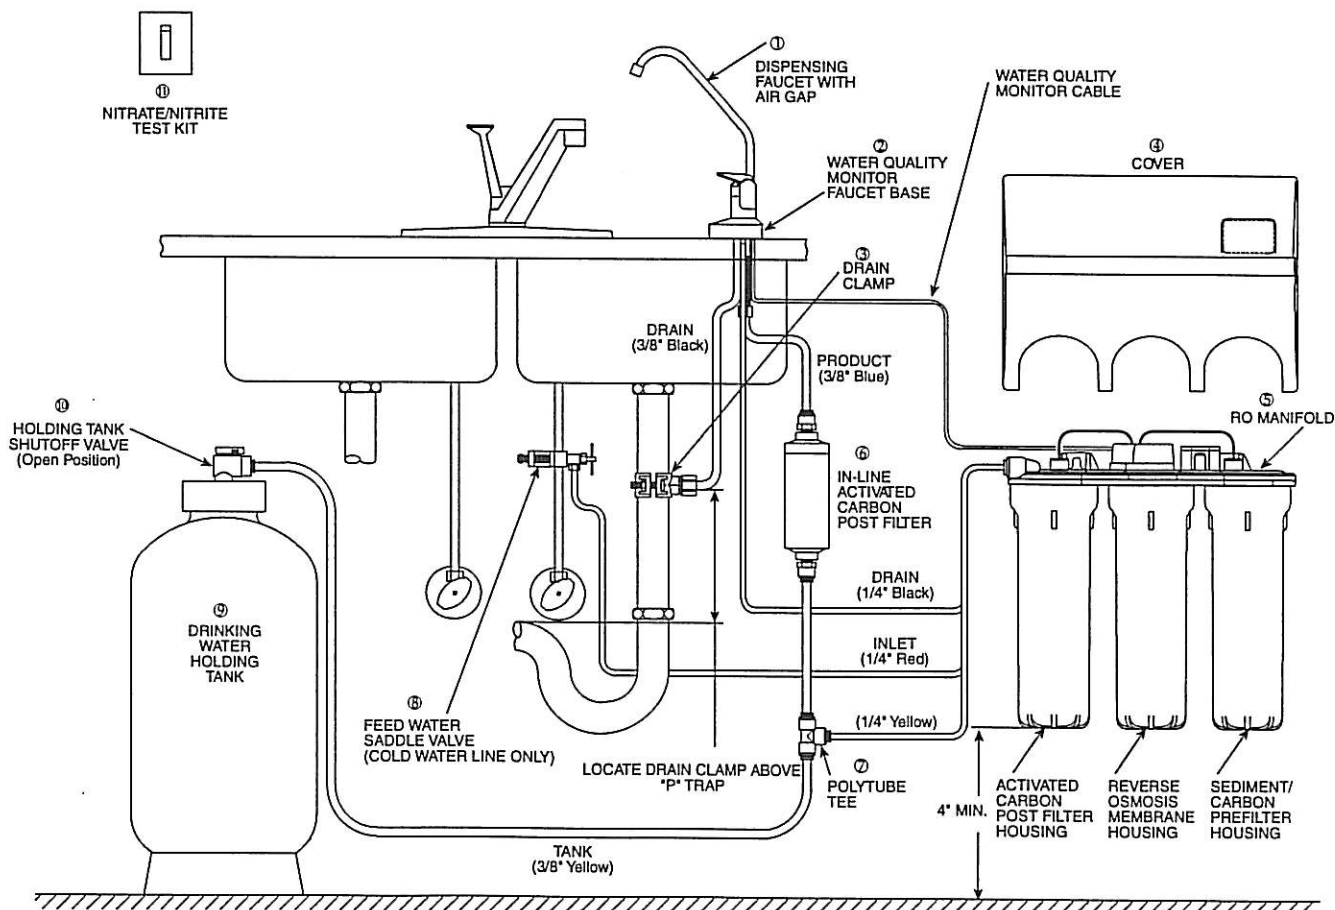 ⑪
NITRATE/NITRITE
TEST KIT
①
DISPENSING
FAUCET WITH
AIR GAP
WATER QUALITY
MONITOR CABLE
②
WATER QUALITY
MONITOR
FAUCET BASE
④
COVER
③
DRAIN
CLAMP
DRAIN
(3/8" Black)
PRODUCT
(3/8" Blue)
⑤
RO MANIFOLD
⑩
HOLDING TANK
SHUTOFF VALVE
(Open Position)
⑥
IN-LINE
ACTIVATED
CARBON
POST FILTER
DRAIN
(1/4" Black)
⑨
DRINKING
WATER
HOLDING
TANK
INLET
(1/4" Red)
⑧
FEED WATER
SADDLE VALVE
(COLD WATER LINE ONLY)
(1/4" Yellow)
LOCATE DRAIN CLAMP ABOVE
"P" TRAP
⑦
POLYTUBE
TEE
4" MIN.
ACTIVATED
CARBON
POST FILTER
HOUSING
REVERSE
OSMOSIS
MEMBRANE
HOUSING
SEDIMENT/
CARBON
PREFILTER
HOUSING
TANK
(3/8" Yellow)